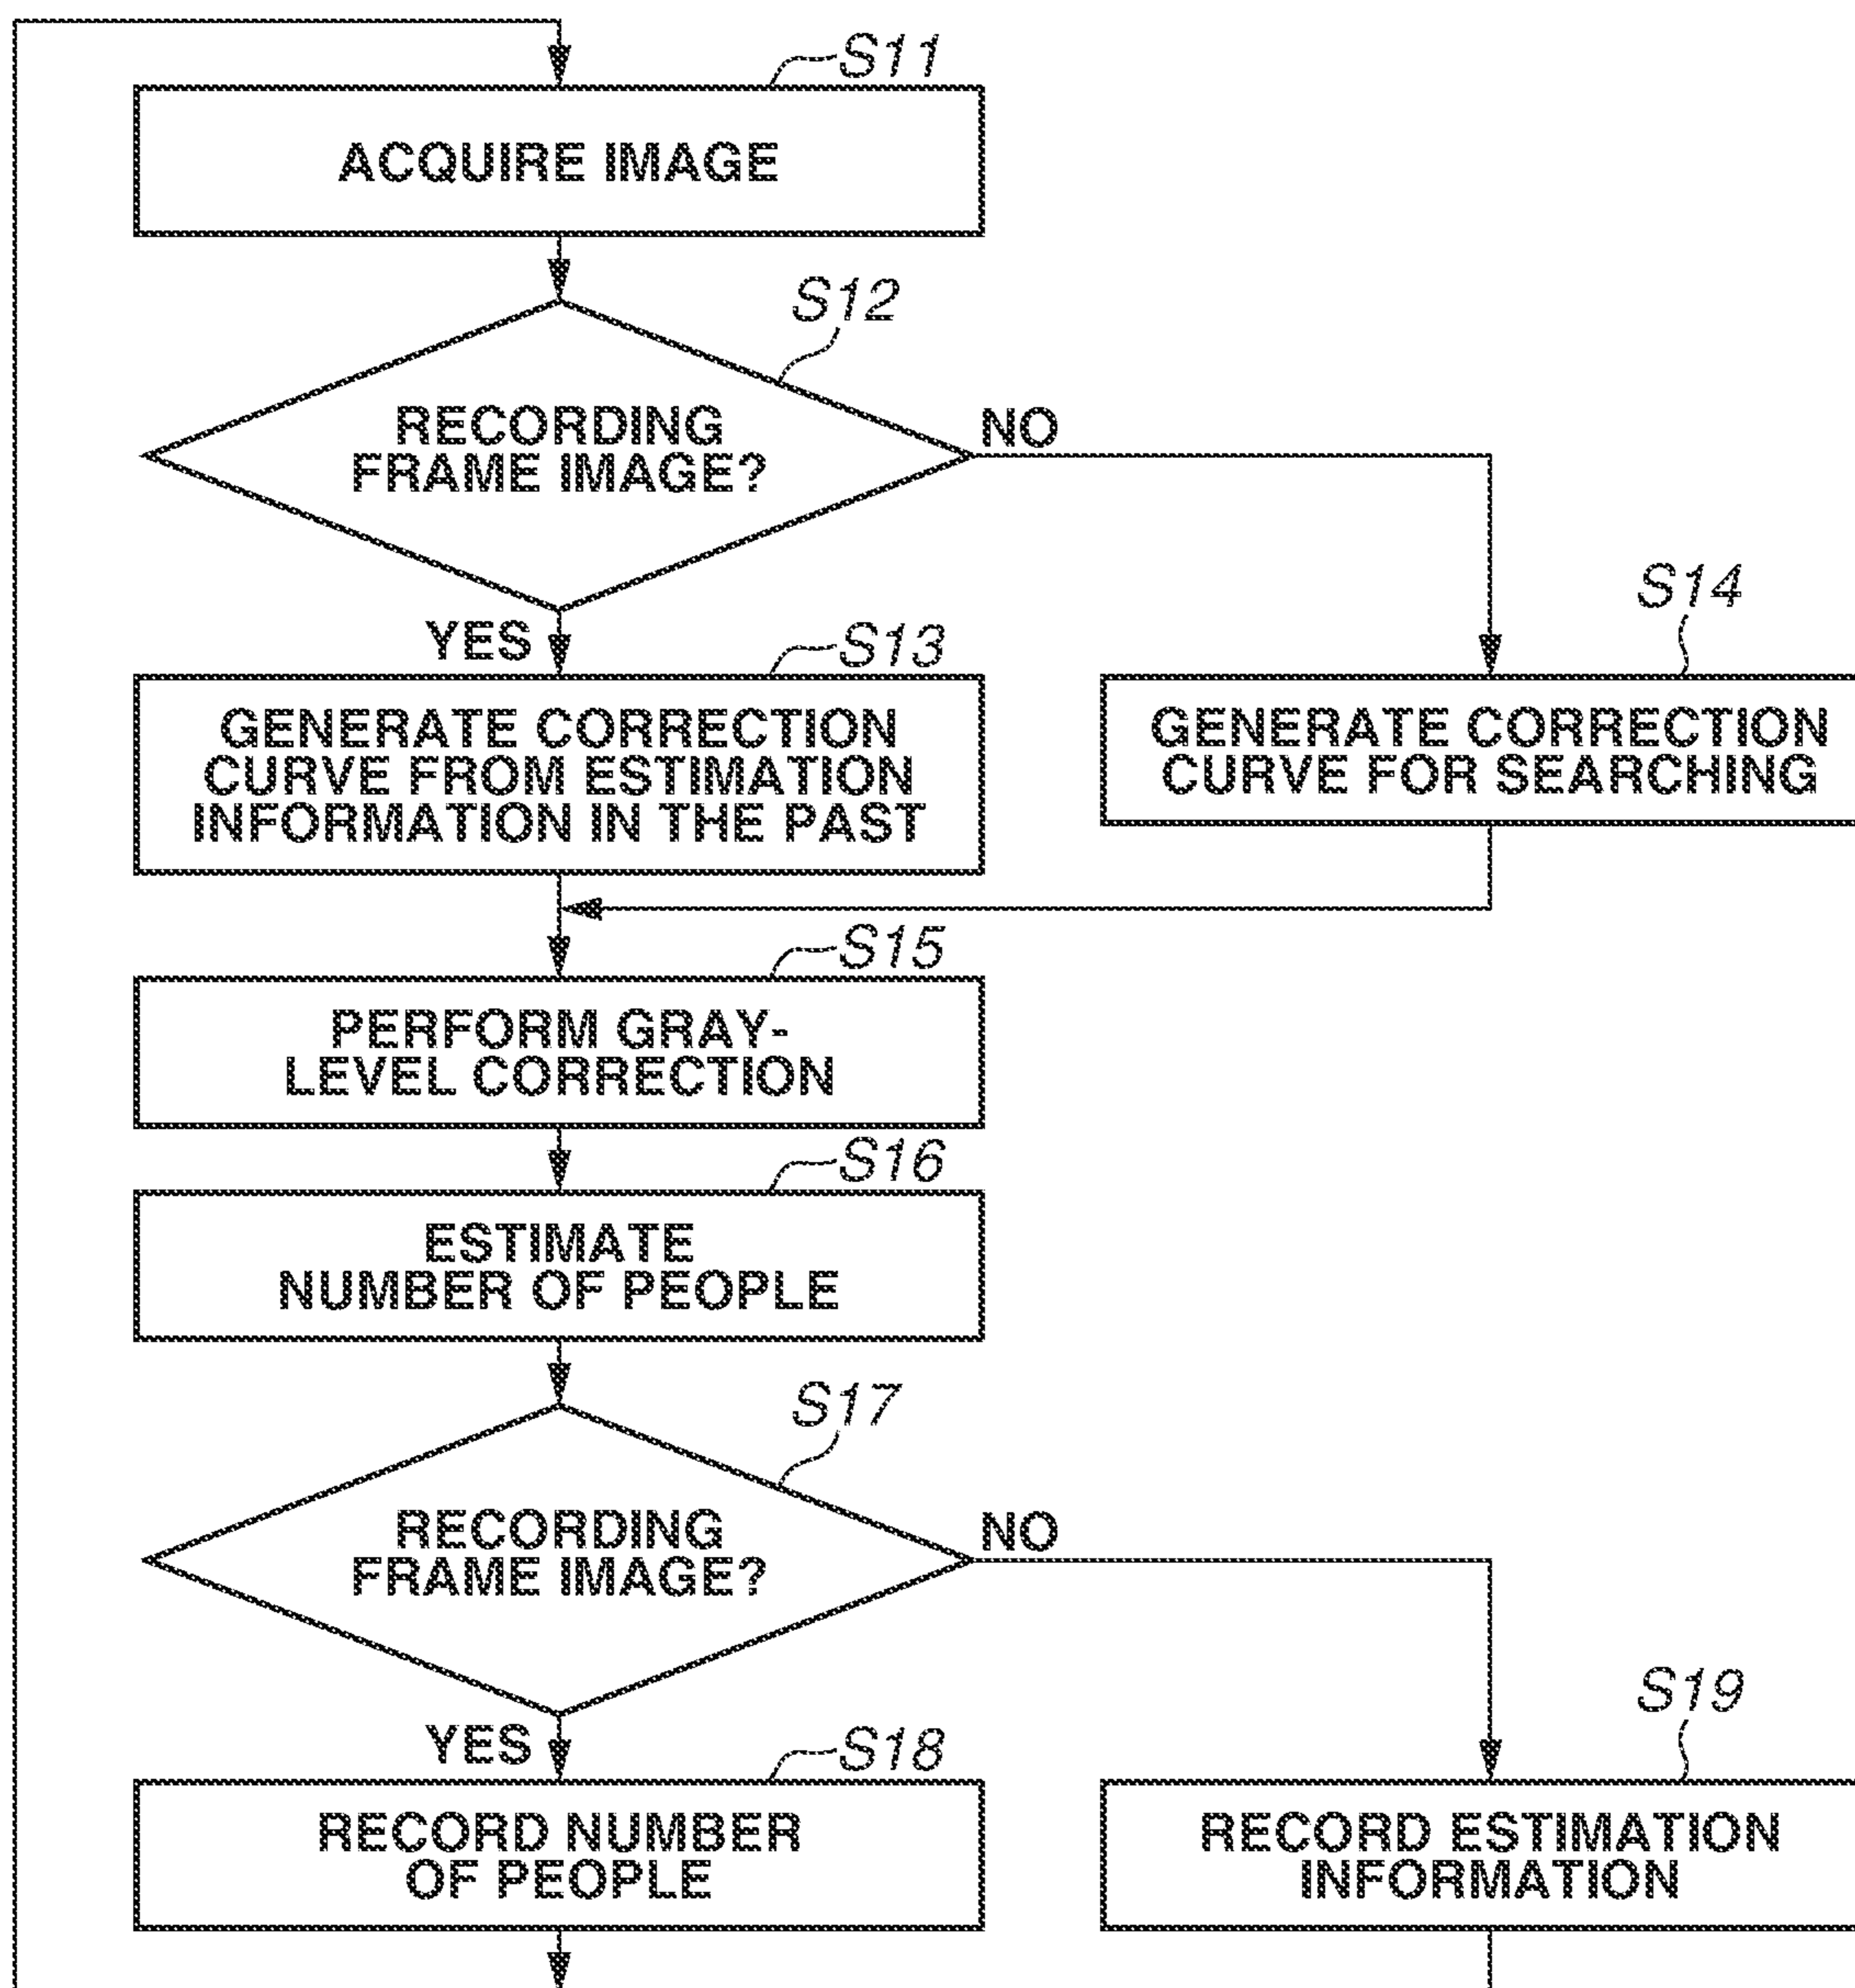 S11
ACQUIRE IMAGE
S12
RECORDING
FRAME IMAGE?
NO
YES
S13
GENERATE CORRECTION
CURVE FROM ESTIMATION
INFORMATION IN THE PAST
S14
GENERATE CORRECTION
CURVE FOR SEARCHING
S15
PERFORM GRAY-
LEVEL CORRECTION
S16
ESTIMATE
NUMBER OF PEOPLE
S17
RECORDING
FRAME IMAGE?
NO
YES
S18
RECORD NUMBER
OF PEOPLE
S19
RECORD ESTIMATION
INFORMATION